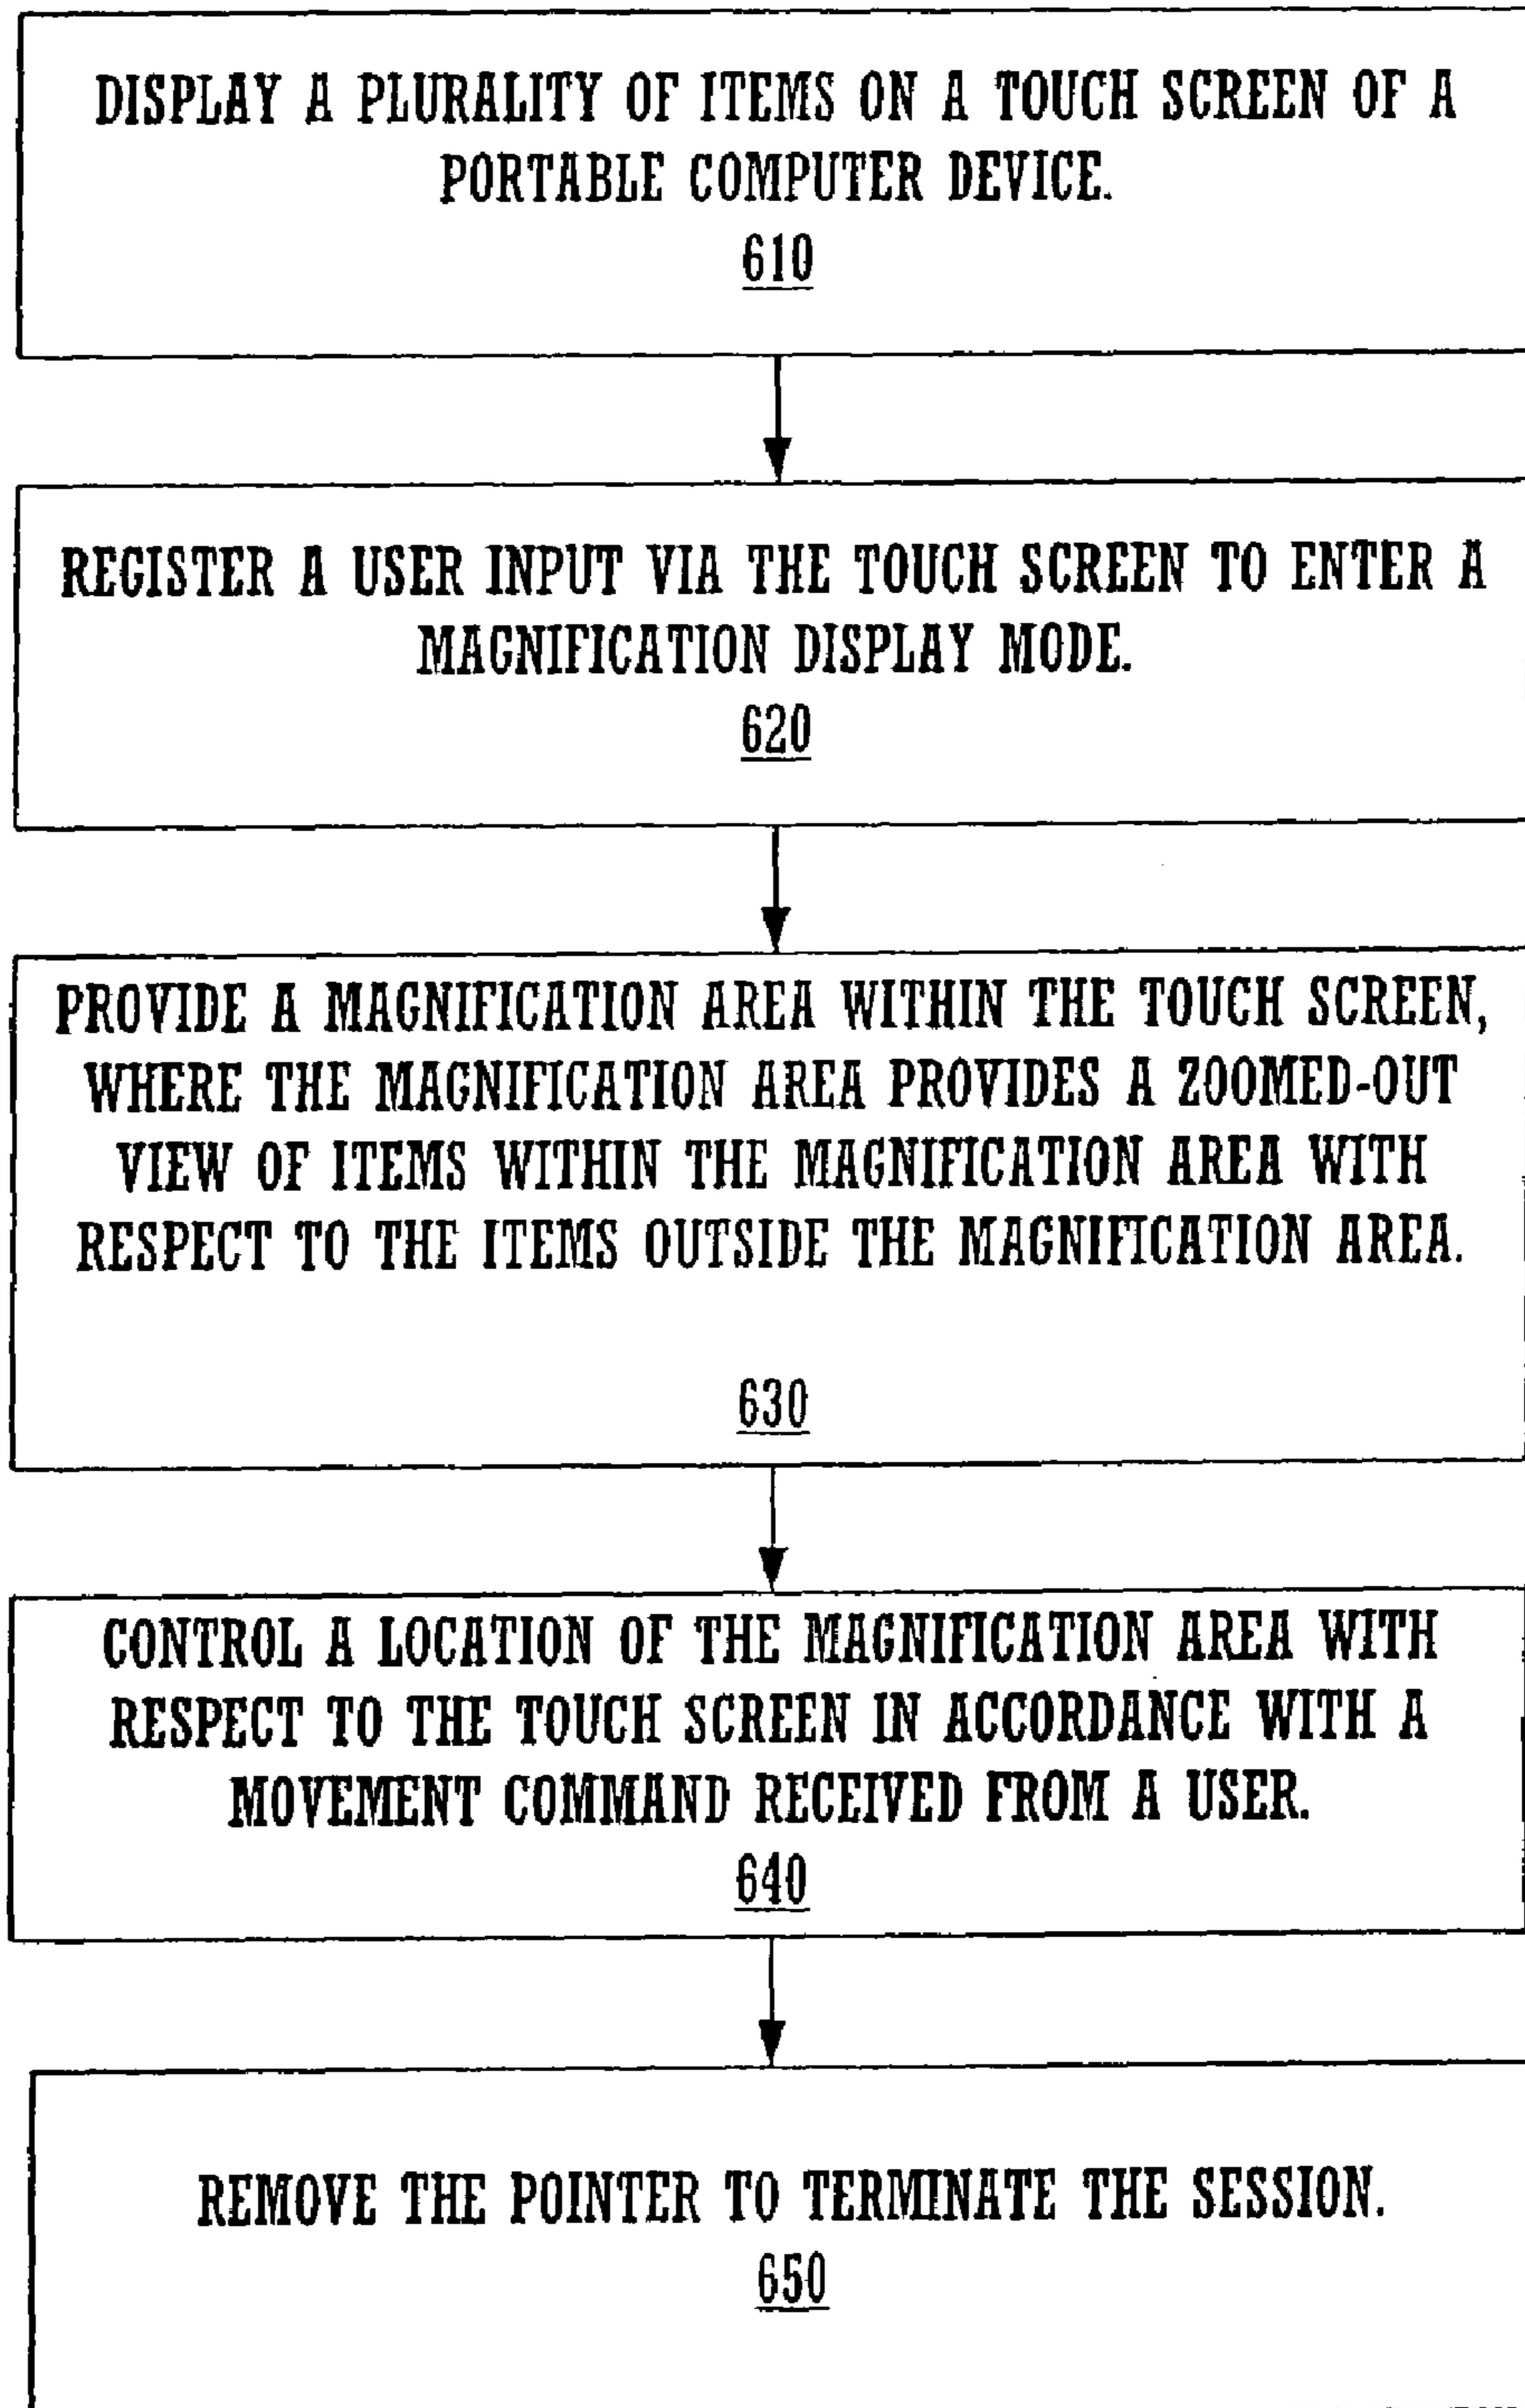 DISPLAY A PLURALITY OF ITEMS ON A TOUCH SCREEN OF A
PORTABLE COMPUTER DEVICE.
610
REGISTER A USER INPUT VIA THE TOUCH SCREEN TO ENTER A
MAGNIFICATION DISPLAY MODE.
620
PROVIDE A MAGNIFICATION AREA WITHIN THE TOUCH SCREEN,
WHERE THE MAGNIFICATION AREA PROVIDES A ZOOMED-OUT
VIEW OF ITEMS WITHIN THE MAGNIFICATION AREA WITH
RESPECT TO THE ITEMS OUTSIDE THE MAGNIFICATION AREA.
630
CONTROL A LOCATION OF THE MAGNIFICATION AREA WITH
RESPECT TO THE TOUCH SCREEN IN ACCORDANCE WITH A
MOVEMENT COMMAND RECEIVED FROM A USER.
640
REMOVE THE POINTER TO TERMINATE THE SESSION.
650